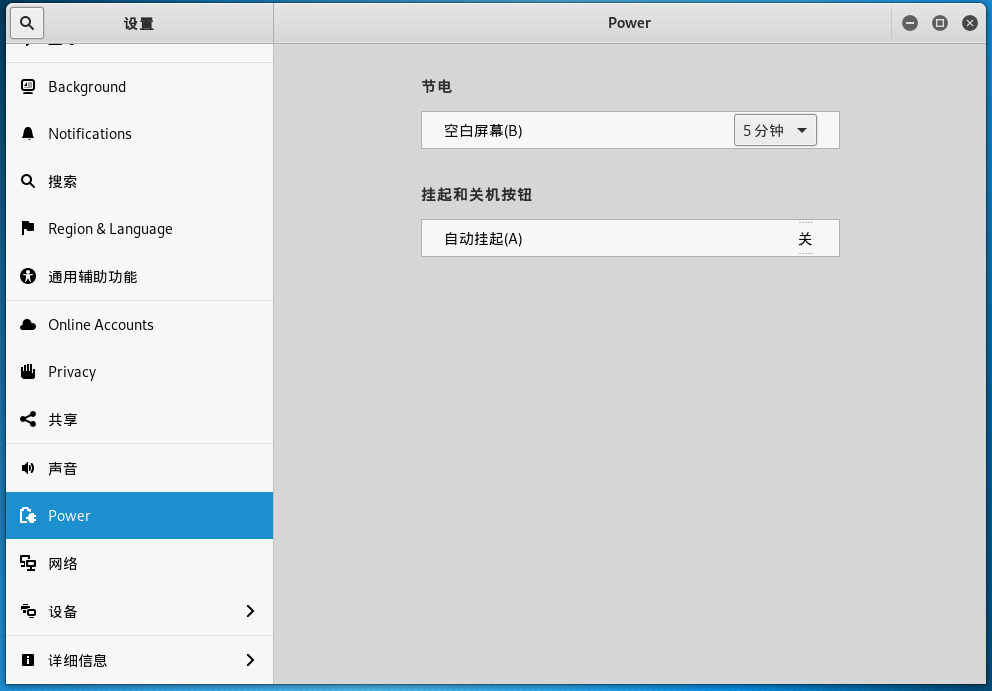 设置
Power
Background
Notifications
搜索
Region & Language
通用辅助功能
Online Accounts
Privacy
共享
声音
Power
网络
设备
详细信息
节电
空白屏幕(B)
5 分钟
挂起和关机按钮
自动挂起(A)
关